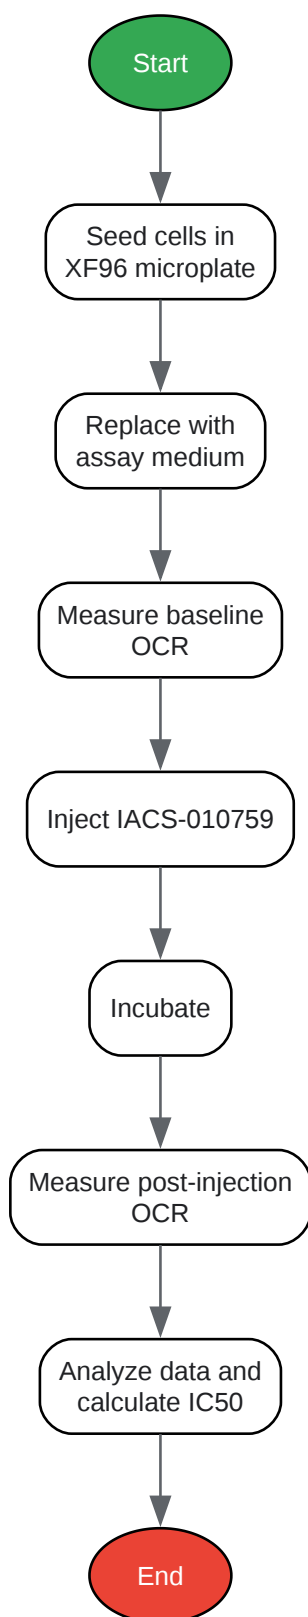 Start
Seed cells in
XF96 microplate
Replace with
assay medium
Measure baseline
OCR
Inject IACS-010759
Incubate
Measure post-injection
OCR
Analyze data and
calculate IC50
End